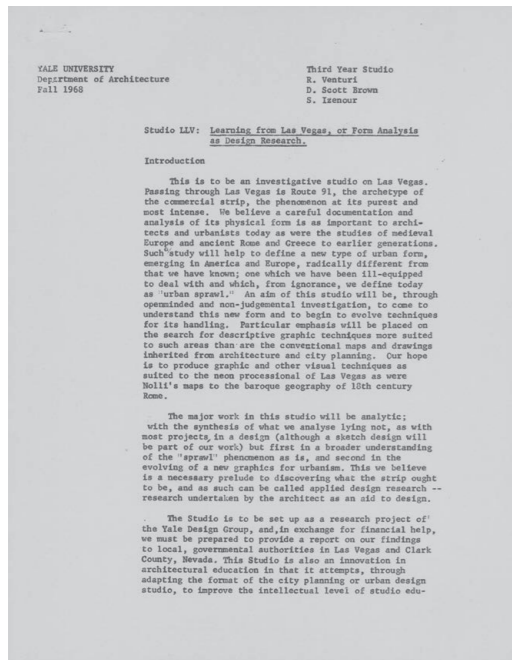 YALE UNIVERSITY
Department of Architecture
Fall 1968
Third Year Studio
R. Venturi
D. Scott Brown
S. Izenour
Studio LLV: Learning from Las Vegas, or Form Analysis
as Design Research.
Introduction
This is to be an investigative studio on Las Vegas.
Passing through Las Vegas is Route 91, the archetype of
the commercial strip, the phenomenon at its purest and
most intense. We believe a careful documentation and
analysis of its physical form is as important to archi-
tects and urbanists today as were the studies of medieval
Europe and ancient Rome and Greece to earlier generations.
Such study will help to define a new type of urban form,
emerging in America and Europe, radically different from
that we have known; one which we have been ill-equipped
to deal with and which, from ignorance, we define today
as "urban sprawl." An aim of this studio will be, through
openminded and non-judgemental investigation, to come to
understand this new form and to begin to evolve techniques
for its handling. Particular emphasis will be placed on
the search for descriptive graphic techniques more suited
to such areas than are the conventional maps and drawings
inherited from architecture and city planning. Our hope
is to produce graphic and other visual techniques as
suited to the neon processional of Las Vegas as were
Nolli's maps to the baroque geography of 18th century
Rome.
The major work in this studio will be analytic;
with the synthesis of what we analyse lying not, as with
most projects, in a design (although a sketch design will
be part of our work) but first in a broader understanding
of the "sprawl" phenomenon as is, and second in the
evolving of a new graphics for urbanism. This we believe
is a necessary prelude to discovering what the strip ought
to be, and as such can be called applied design research --
research undertaken by the architect as an aid to design.
The Studio is to be set up as a research project of
the Yale Design Group, and, in exchange for financial help,
we must be prepared to provide a report on our findings
to local, governmental authorities in Las Vegas and Clark
County, Nevada. This Studio is also an innovation in
architectural education in that it attempts, through
adapting the format of the city planning or urban design
studio, to improve the intellectual level of studio edu-